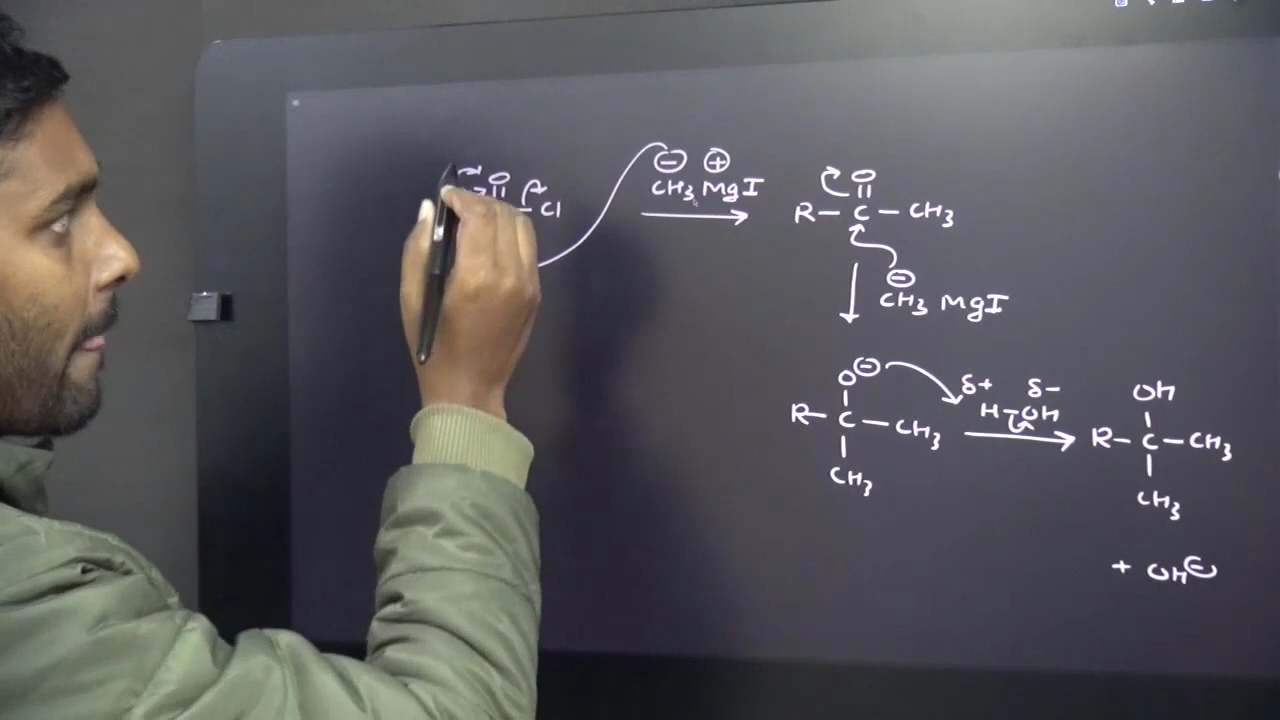 O
Cl
⊖ ⊕
CH3 MgI
O
R-C-CH3
⊖
CH3 MgI
O⊖
R-C-CH3
CH3
δ+ δ-
H-OH
OH
R-C-CH3
CH3
+ OH⊖